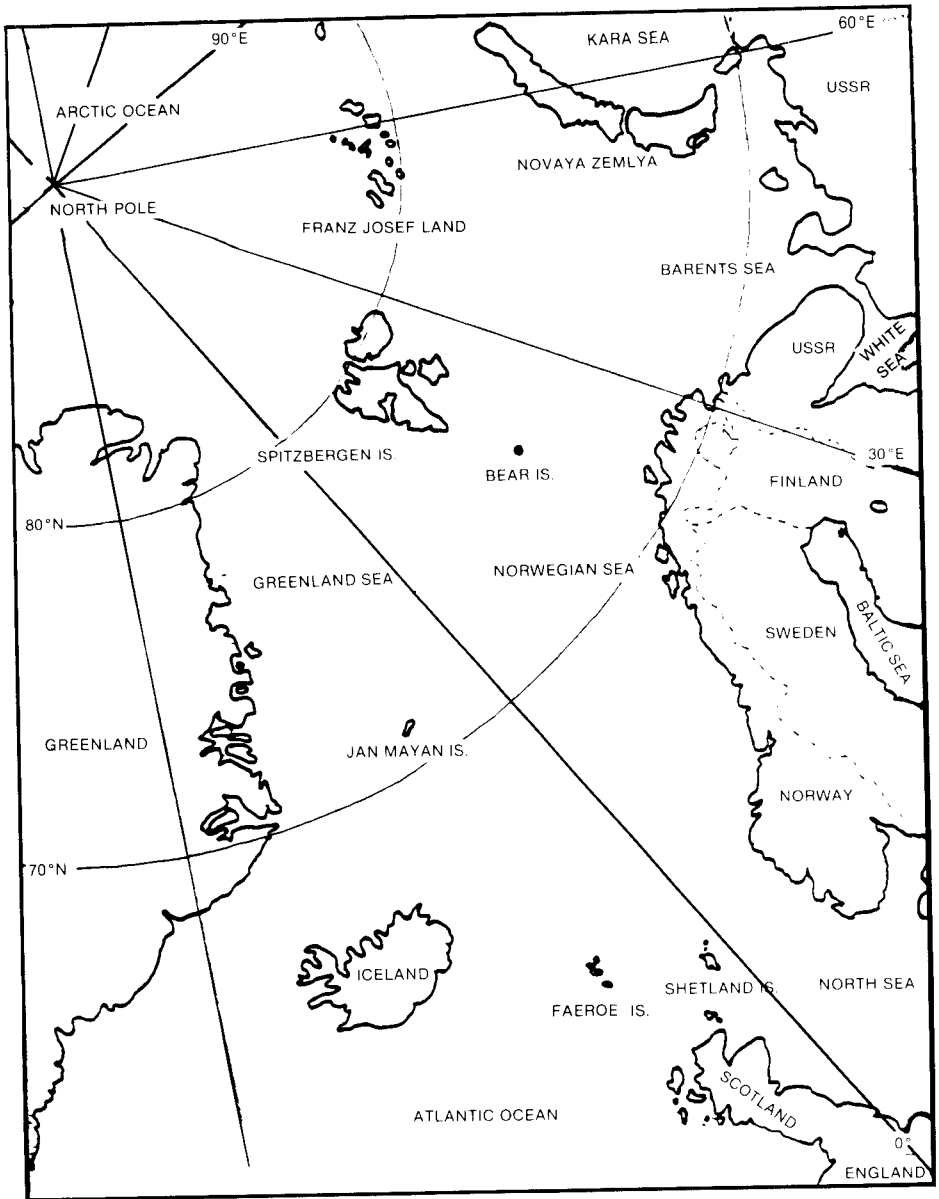 60°E
90°E
KARA SEA
USSR
ARCTIC OCEAN
NOVAYA ZEMLYA
NORTH POLE
FRANZ JOSEF LAND
BARENTS SEA
USSR
WHITE
SEA
30°E
SPITZBERGEN IS.
BEAR IS.
FINLAND
80°N
GREENLAND SEA
NORWEGIAN SEA
SWEDEN
BALTIC SEA
GREENLAND
JAN MAYAN IS.
NORWAY
70°N
ICELAND
SHETLAND IS.
NORTH SEA
FAEROE IS.
SCOTLAND
ATLANTIC OCEAN
0°
ENGLAND